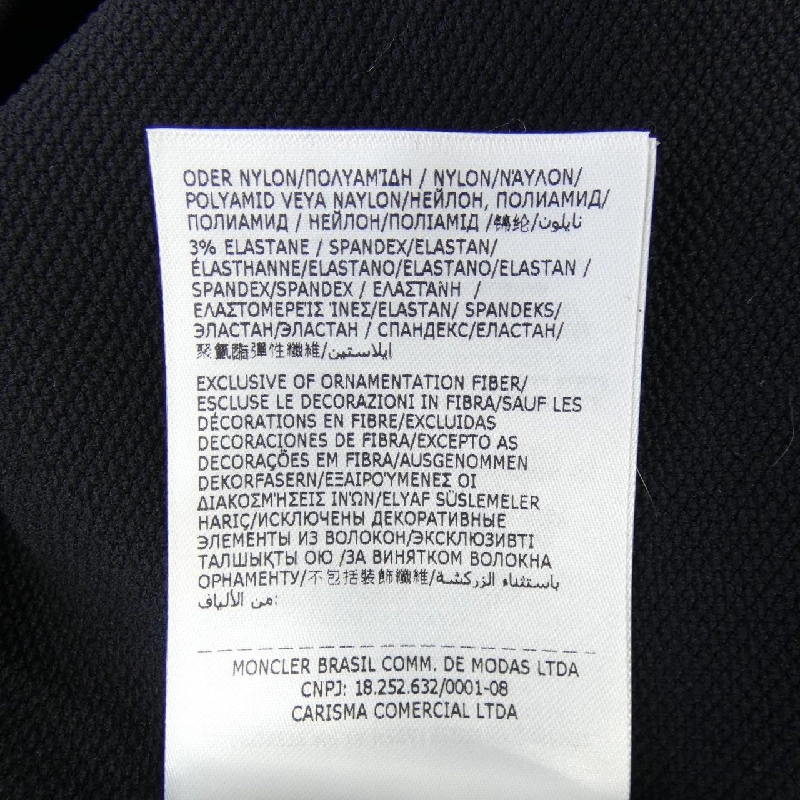 ODER NYLON/ΠΟΛΥΑΜΊΔΗ / NYLON/ΝΆΥΛΟΝ/
POLYAMID VEYA NAYLON/НЕЙЛОН, ПОЛИАМИД/
ПОЛИАМИД / НЕЙЛОН/ПОЛІАМІД /錦纶/نايلون
3% ELASTANE / SPANDEX/ELASTAN/
ÉLASTHANNE/ELASTANO/ELASTANO/ELASTAN /
SPANDEX/SPANDEX / ΕΛΑΣΤΆΝΗ /
ΕΛΑΣΤΟΜΕΡΕΊΣ ΊΝΕΣ/ELASTAN/ SPANDEKS/
ЭЛАСТАН/ЭЛАСТАН / СПАНДЕКС/ЕЛАСТАН/
聚氨酯彈性纖維/إيلاستين
EXCLUSIVE OF ORNAMENTATION FIBER/
ESCLUSE LE DECORAZIONI IN FIBRA/SAUF LES
DÉCORATIONS EN FIBRE/EXCLUIDAS
DECORACIONES DE FIBRA/EXCEPTO AS
DECORAÇÕES EM FIBRA/AUSGENOMMEN
DEKORFASERN/ΕΞΑΙΡΟΎΜΕΝΕΣ ΟΙ
ΔΙΑΚΟΣΜΉΣΕΙΣ ΙΝΏΝ/ELYAF SÜSLEMELER
HARIÇ/ИСКЛЮЧЕНЫ ДЕКОРАТИВНЫЕ
ЭЛЕМЕНТЫ ИЗ ВОЛОКОН/ЭКСКЛЮЗИВТІ
ТАЛШЫҚТЫ ОЮ /ЗА ВИНЯТКОМ ВОЛОКНА
ОРНАМЕНТУ/不包括裝飾纖維/باستثناء الزركشة
من الألياف:
MONCLER BRASIL COMM. DE MODAS LTDA
CNPJ: 18.252.632/0001-08
CARISMA COMERCIAL LTDA